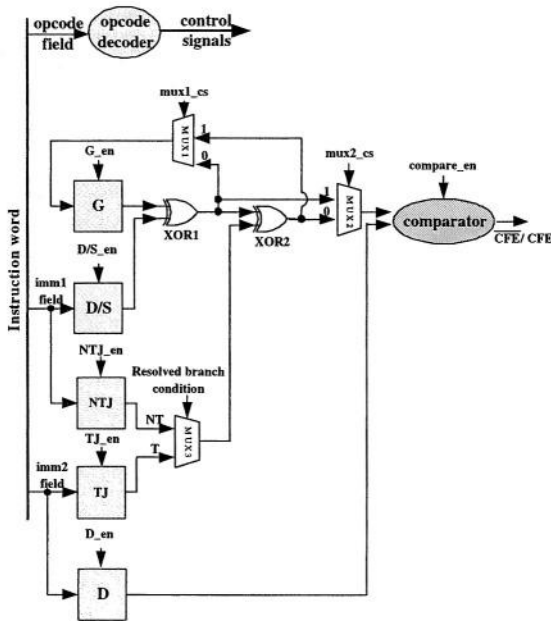 opcode
field
opcode
decoder
control
signals
mux1_cs
MUX1
1
0
G_en
G
XOR1
XOR2
mux2_cs
1
0
MUX2
compare_en
comparator
CFE/ CFE
D/S_en
imm1
field
D/S
Instruction word
NTJ_en
NTJ
Resolved branch
condition
NT
MUX3
T
TJ_en
imm2
field
TJ
D_en
D